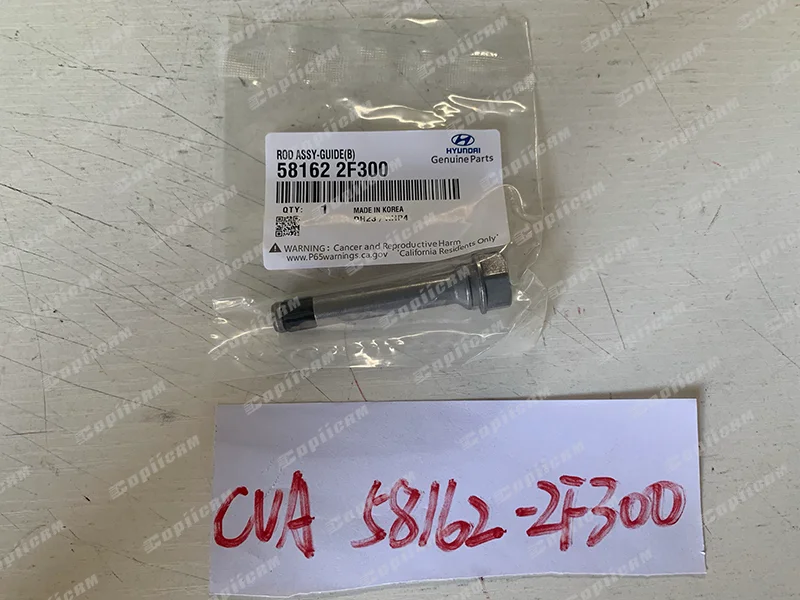 ROD ASSY-GUIDE(B)
58162 2F300
HYUNDAI
Genuine Parts
QTY: 1
MADE IN KOREA
WARNING: Cancer and Reproductive Harm
www.P65warnings.ca.gov *California Residents Only*
CVA 58162-2F300
COPIICAM